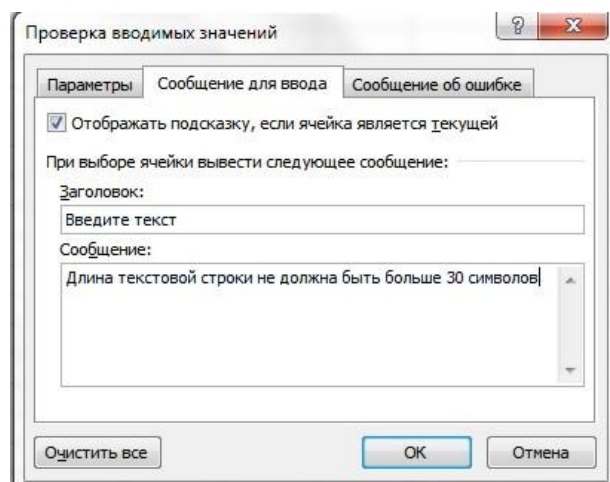 Проверка вводимых значений
Параметры Сообщение для ввода Сообщение об ошибке
Отображать подсказку, если ячейка является текущей
При выборе ячейки вывести следующее сообщение:
Заголовок:
Введите текст
Сообщение:
Длина текстовой строки не должна быть больше 30 символов
Очистить все ОК Отмена